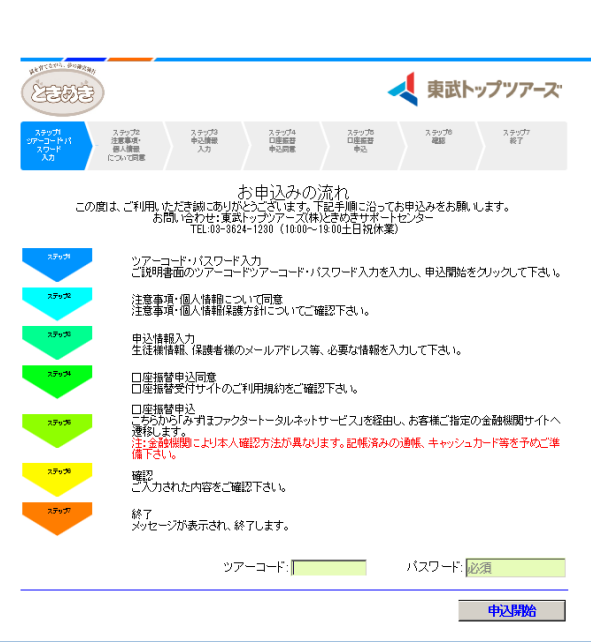 ときめき
東武トップツアーズ
ステップ1
ツアーコード・パ
スワード
入力
ステップ2
注意事項・
個人情報
について同意
ステップ3
申込情報
入力
ステップ4
口座振替
申込同意
ステップ5
口座振替
申込
ステップ6
確認
ステップ7
終了
お申込みの流れ
この度は、ご利用いただき誠にありがとうございます。下記手順に沿ってお申込みをお願いします。
お問い合わせ：東武トップツアーズ(株)ときめきサポートセンター
TEL:03-3624-1230（10:00～19:00土日祝休業）
ステップ1
ツアーコード・パスワード入力
ご説明書面のツアーコードツアーコード・パスワード入力を入力し、申込開始をクリックして下さい。
ステップ2
注意事項・個人情報について同意
注意事項・個人情報保護方針についてご確認下さい。
ステップ3
申込情報入力
生徒様情報、保護者様のメールアドレス等、必要な情報を入力して下さい。
ステップ4
口座振替申込同意
口座振替受付サイトのご利用規約をご確認下さい。
ステップ5
口座振替申込
こちらから「みずほファクタートータルネットサービス」を経由し、お客様ご指定の金融機関サイトへ
遷移します。
注：金融機関により本人確認方法が異なります。記帳済みの通帳、キャッシュカード等を予めご準
備下さい。
ステップ6
確認
ご入力された内容をご確認下さい。
ステップ7
終了
メッセージが表示され、終了します。
ツアーコード: パスワード: 必須
申込開始